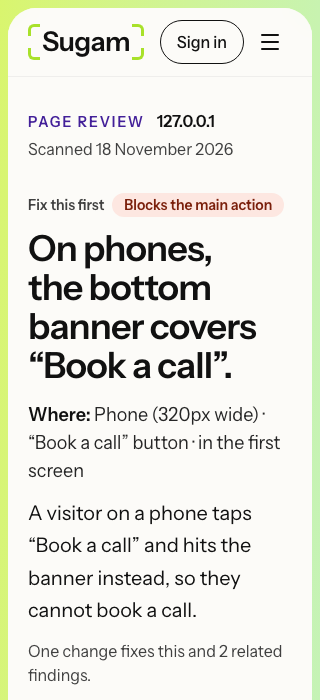 Sugam
Sign in
PAGE REVIEW 127.0.0.1
Scanned 18 November 2026
Fix this first Blocks the main action
On phones,
the bottom
banner covers
“Book a call”.
Where: Phone (320px wide) ·
“Book a call” button · in the first
screen
A visitor on a phone taps
“Book a call” and hits the
banner instead, so they
cannot book a call.
One change fixes this and 2 related
findings.